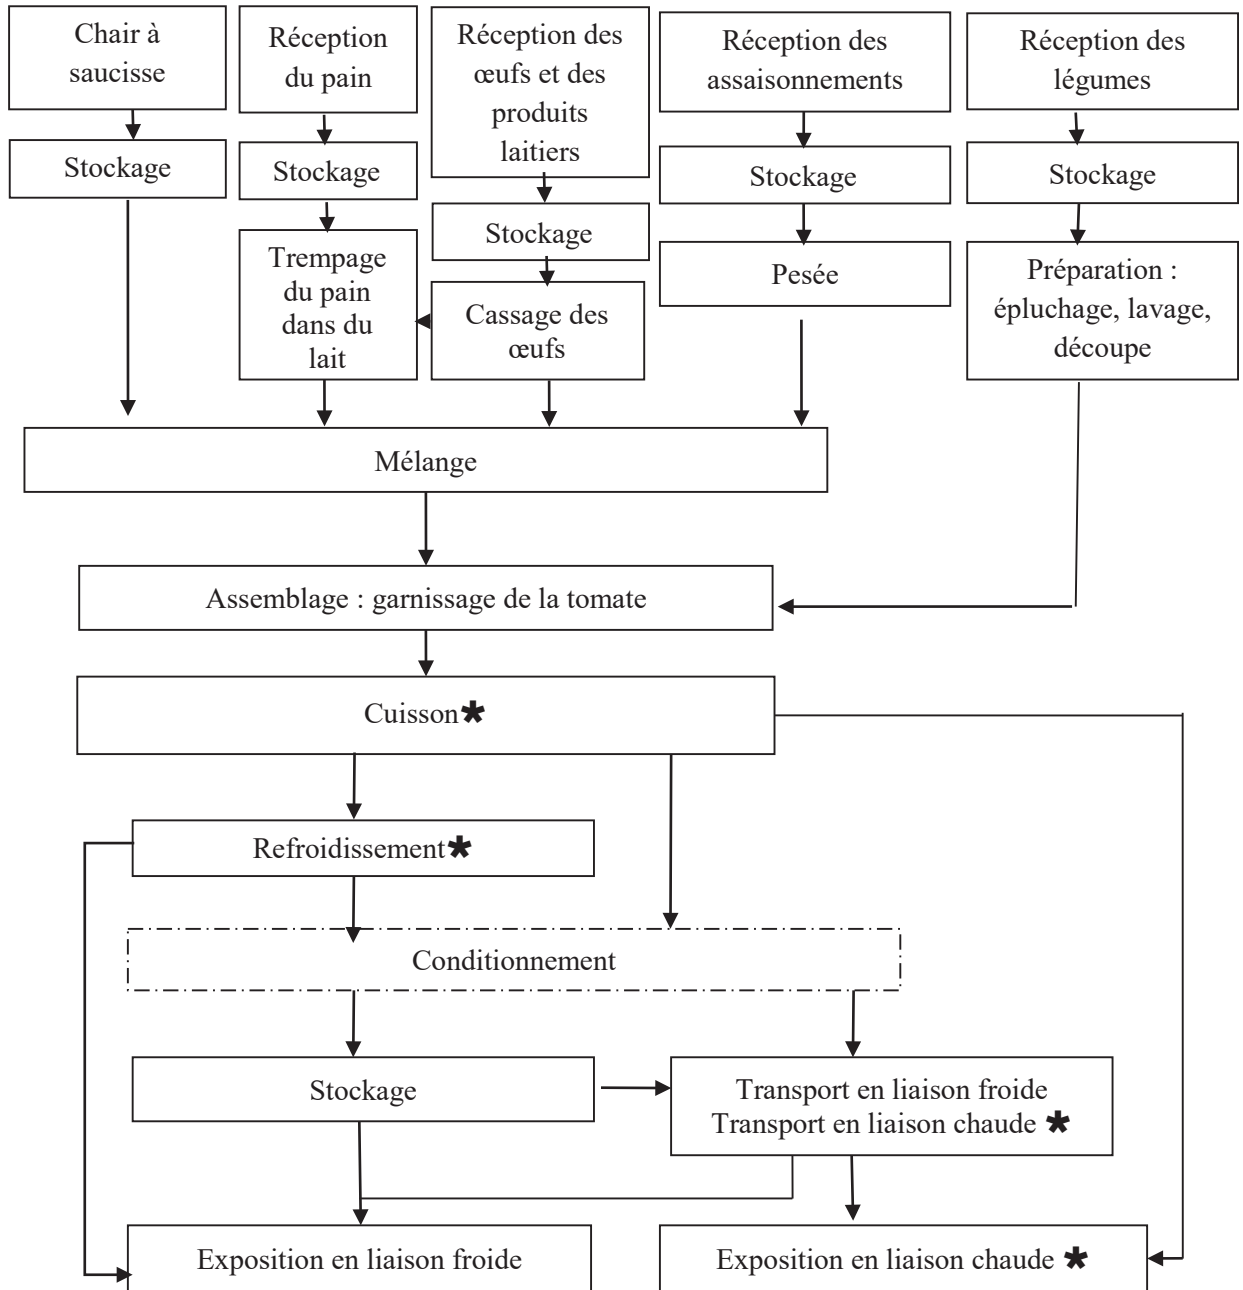 Chair à
saucisse
Réception
du pain
Réception des
œufs et des
produits
laitiers
Réception des
assaisonnements
Réception des
légumes
Stockage
Stockage
Stockage
Stockage
Stockage
Trempage
du pain
dans du
lait
Cassage des
œufs
Pesée
Préparation :
épluchage, lavage,
découpe
Mélange
Assemblage : garnissage de la tomate
Cuisson*
Refroidissement*
Conditionnement
Stockage
Transport en liaison froide
Transport en liaison chaude *
Exposition en liaison froide
Exposition en liaison chaude *